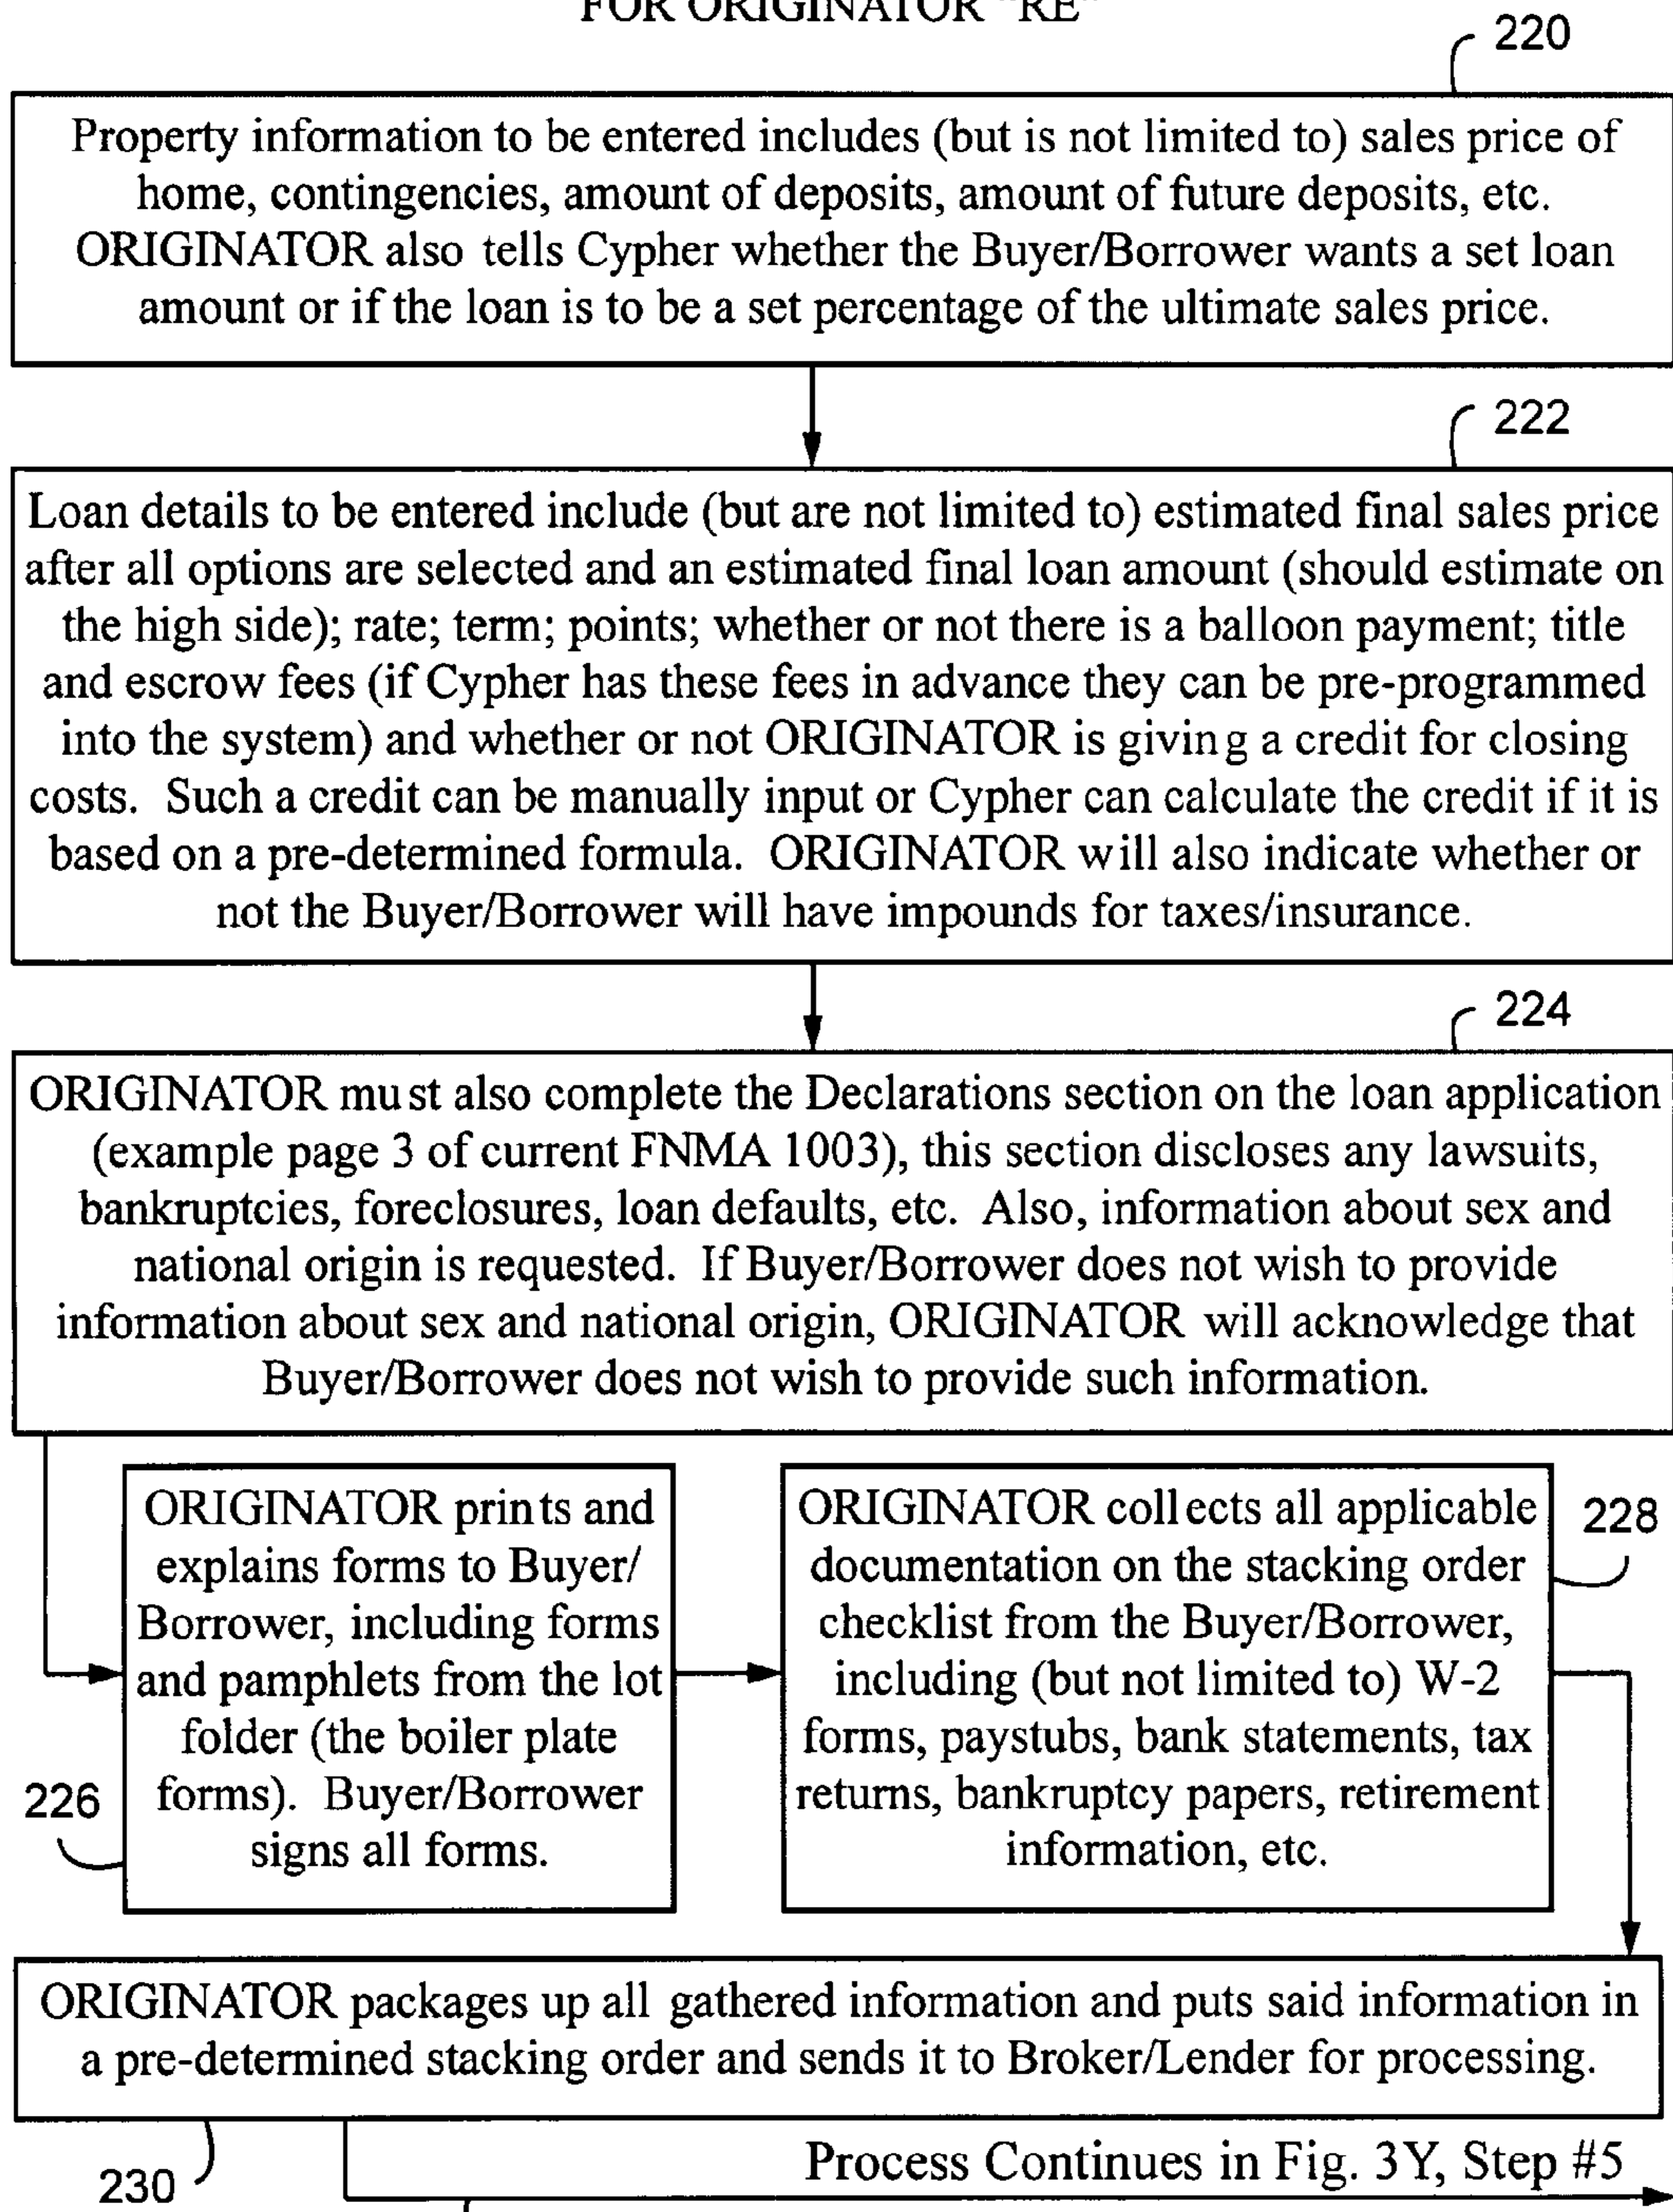 FOR ORIGINATOR "RE"
220
Property information to be entered includes (but is not limited to) sales price of
home, contingencies, amount of deposits, amount of future deposits, etc.
ORIGINATOR also tells Cypher whether the Buyer/Borrower wants a set loan
amount or if the loan is to be a set percentage of the ultimate sales price.
222
Loan details to be entered include (but are not limited to) estimated final sales price
after all options are selected and an estimated final loan amount (should estimate on
the high side); rate; term; points; whether or not there is a balloon payment; title
and escrow fees (if Cypher has these fees in advance they can be pre-programmed
into the system) and whether or not ORIGINATOR is giving a credit for closing
costs. Such a credit can be manually input or Cypher can calculate the credit if it is
based on a pre-determined formula. ORIGINATOR will also indicate whether or
not the Buyer/Borrower will have impounds for taxes/insurance.
224
ORIGINATOR must also complete the Declarations section on the loan application
(example page 3 of current FNMA 1003), this section discloses any lawsuits,
bankruptcies, foreclosures, loan defaults, etc. Also, information about sex and
national origin is requested. If Buyer/Borrower does not wish to provide
information about sex and national origin, ORIGINATOR will acknowledge that
Buyer/Borrower does not wish to provide such information.
ORIGINATOR prints and
explains forms to Buyer/
Borrower, including forms
and pamphlets from the lot
folder (the boiler plate
forms). Buyer/Borrower
signs all forms.
226
ORIGINATOR collects all applicable
documentation on the stacking order
checklist from the Buyer/Borrower,
including (but not limited to) W-2
forms, paystubs, bank statements, tax
returns, bankruptcy papers, retirement
information, etc.
228
ORIGINATOR packages up all gathered information and puts said information in
a pre-determined stacking order and sends it to Broker/Lender for processing.
230
Process Continues in Fig. 3Y, Step #5